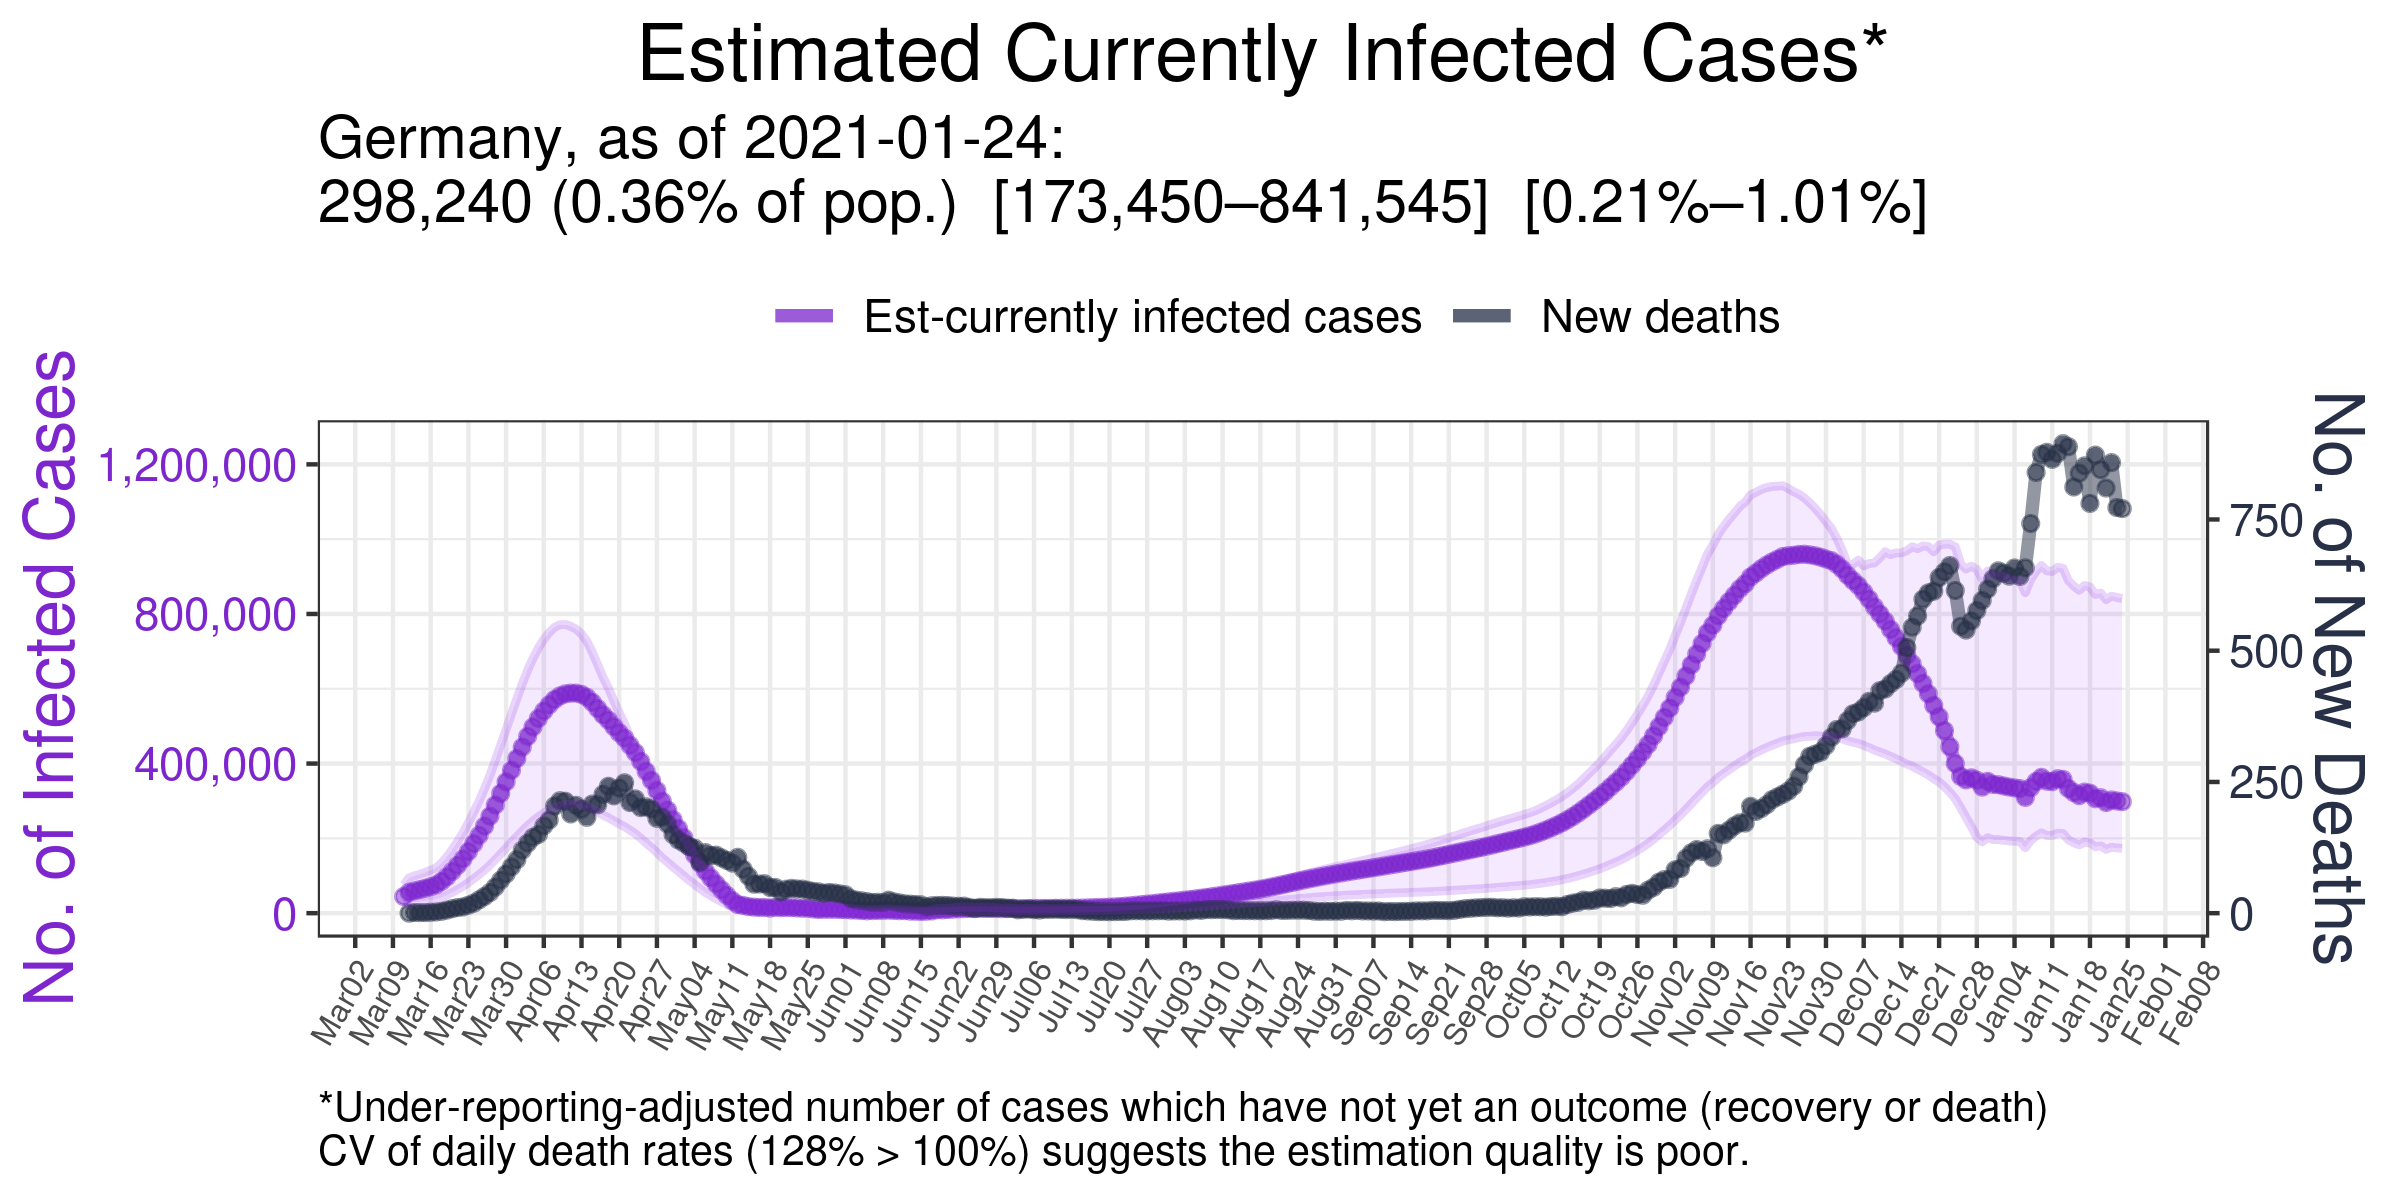 Estimated Currently Infected Cases*
Germany, as of 2021-01-24:
298,240 (0.36% of pop.) [173,450–841,545] [0.21%–1.01%]
Est-currently infected cases
New deaths
No. of Infected Cases
1,200,000
800,000
400,000
0
No. of New Deaths
750
500
250
0
Mar02
Mar09
Mar16
Mar23
Mar30
Apr06
Apr13
Apr20
Apr27
May04
May11
May18
May25
Jun01
Jun08
Jun15
Jun22
Jun29
Jul06
Jul13
Jul20
Jul27
Aug03
Aug10
Aug17
Aug24
Aug31
Sep07
Sep14
Sep21
Sep28
Oct05
Oct12
Oct19
Oct26
Nov02
Nov09
Nov16
Nov23
Nov30
Dec07
Dec14
Dec21
Dec28
Jan04
Jan11
Jan18
Jan25
Feb01
Feb08
*Under-reporting-adjusted number of cases which have not yet an outcome (recovery or death)
CV of daily death rates (128% > 100%) suggests the estimation quality is poor.